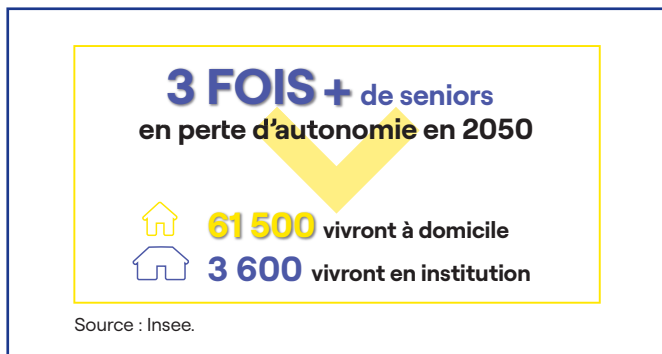 3 FOIS + de seniors
en perte d'autonomie en 2050
61 500 vivront à domicile
3 600 vivront en institution
Source : Insee.